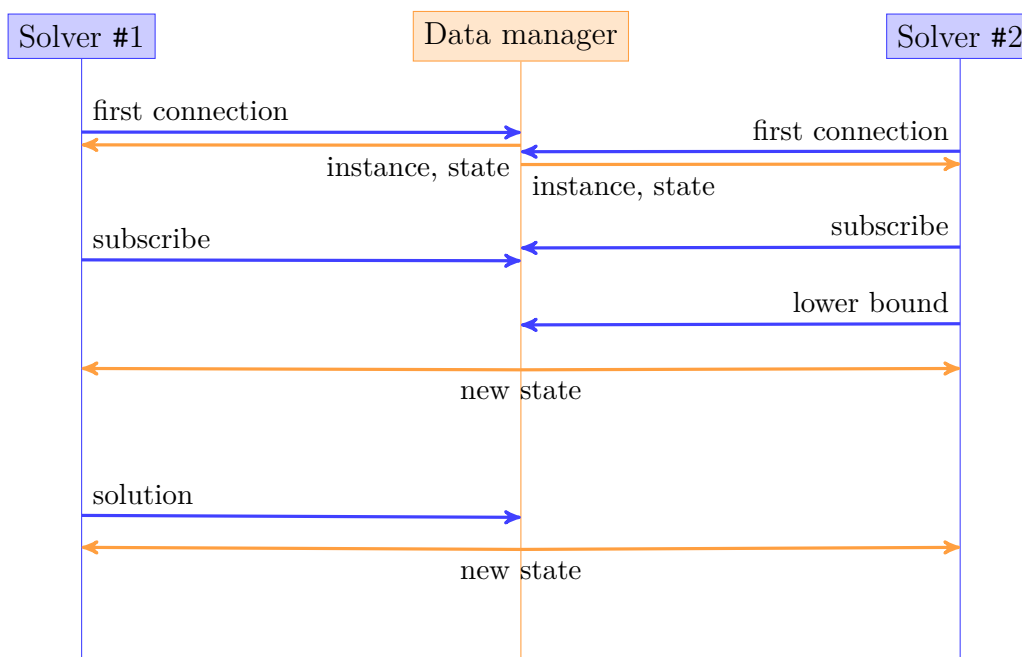 Solver #1
Data manager
Solver #2
first connection
first connection
instance, state
instance, state
subscribe
subscribe
lower bound
new state
solution
new state